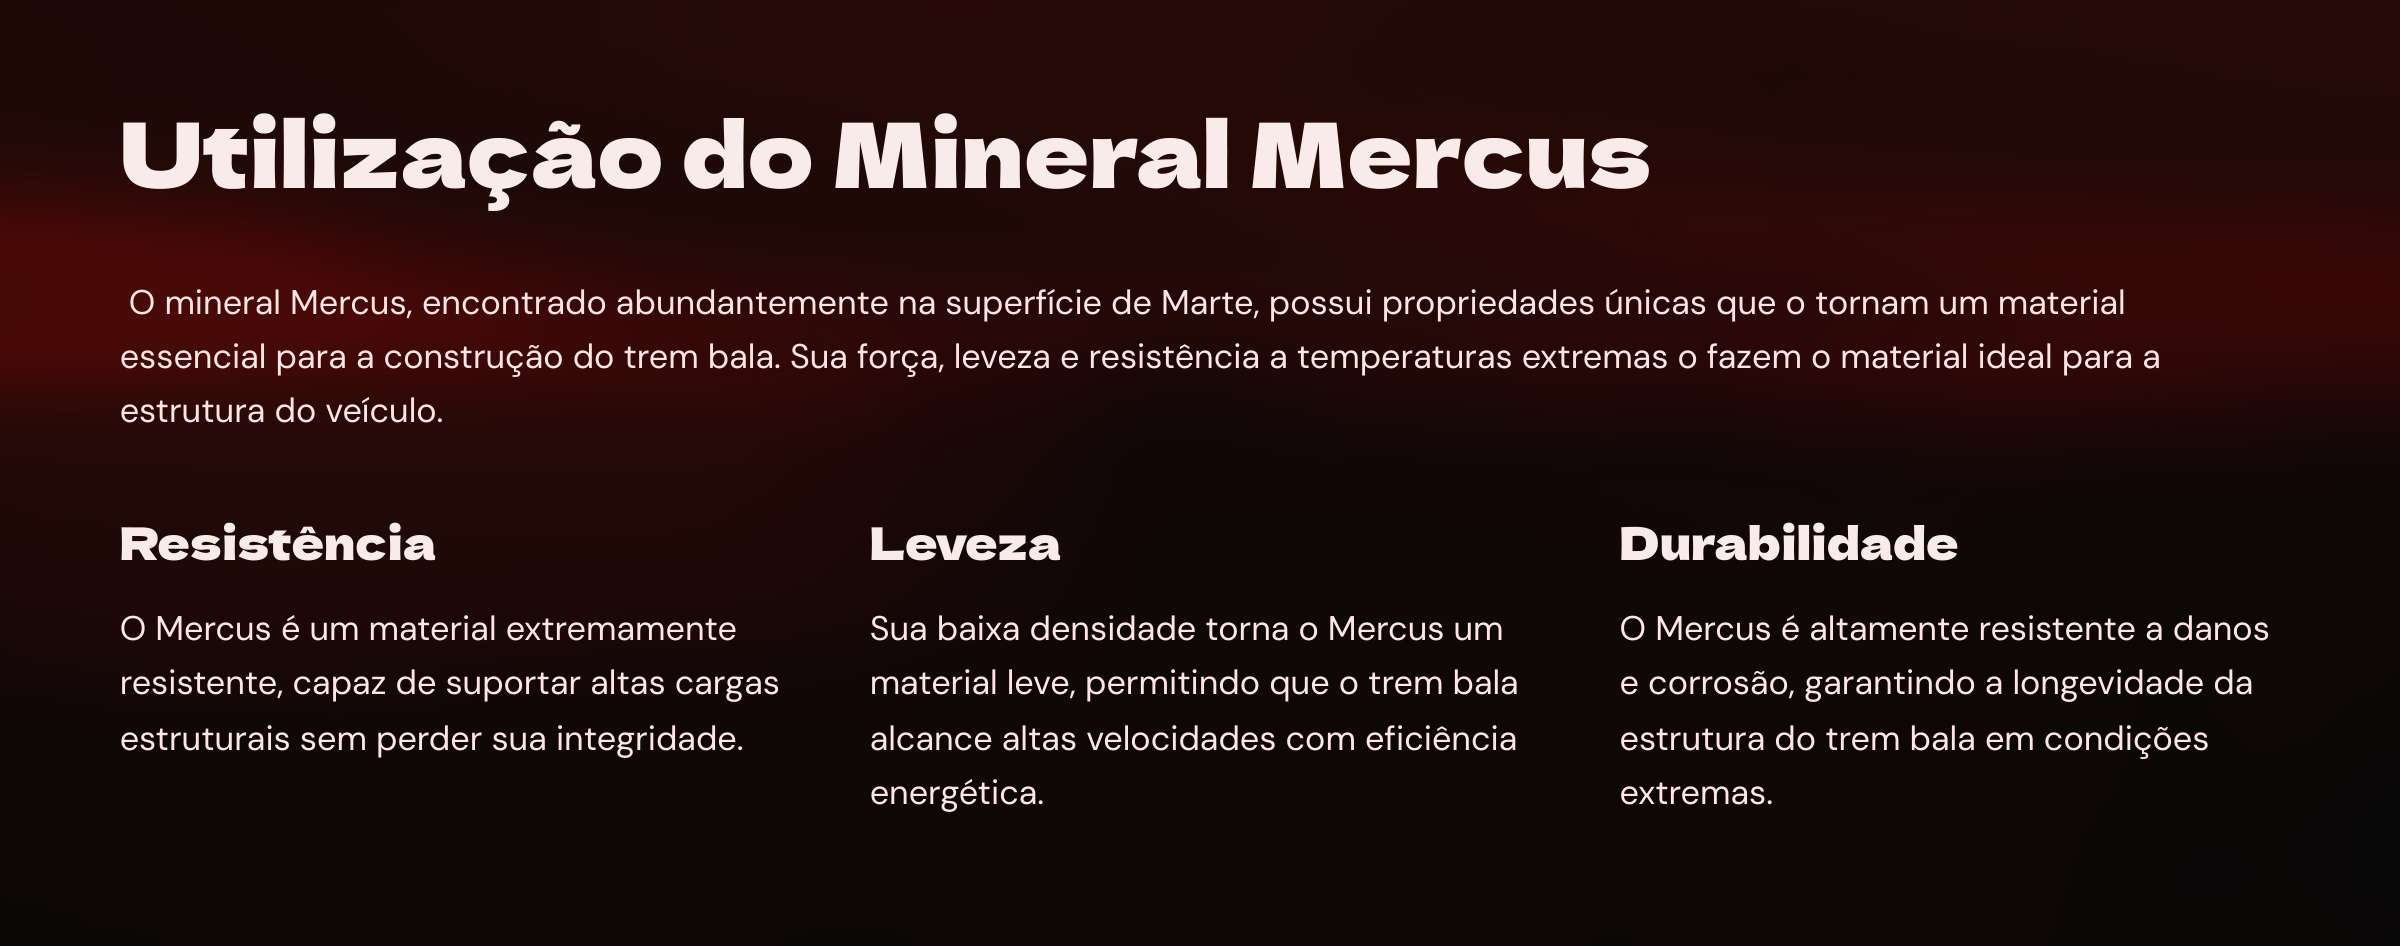 Utilização do Mineral Mercus
O mineral Mercus, encontrado abundantemente na superfície de Marte, possui propriedades únicas que o tornam um material
essencial para a construção do trem bala. Sua força, leveza e resistência a temperaturas extremas o fazem o material ideal para a
estrutura do veículo.
Resistência
O Mercus é um material extremamente
resistente, capaz de suportar altas cargas
estruturais sem perder sua integridade.
Leveza
Sua baixa densidade torna o Mercus um
material leve, permitindo que o trem bala
alcance altas velocidades com eficiência
energética.
Durabilidade
O Mercus é altamente resistente a danos
e corrosão, garantindo a longevidade da
estrutura do trem bala em condições
extremas.